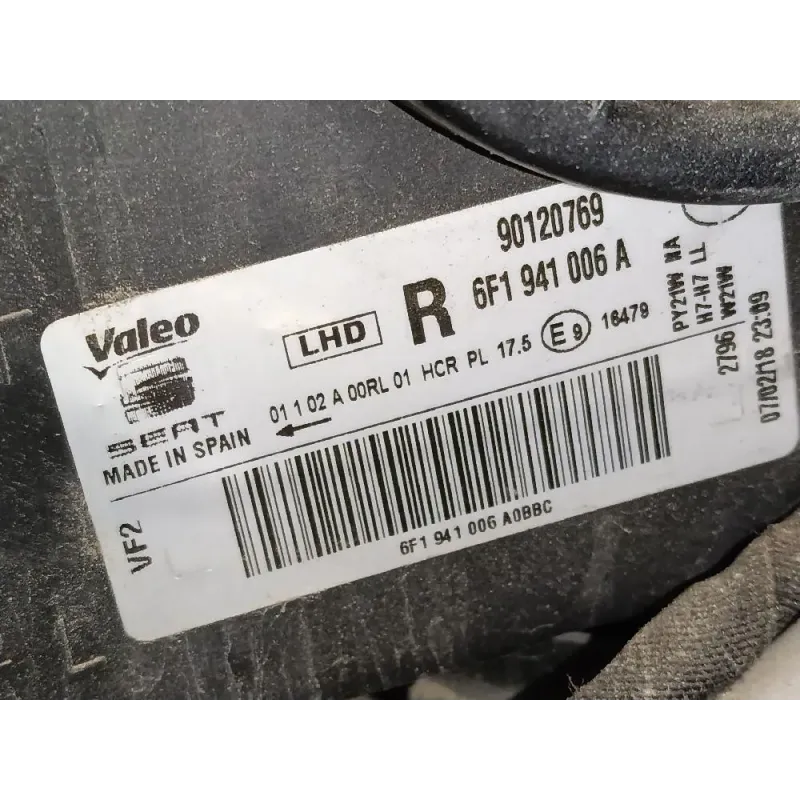 90120769
Valeo
LHD
R
6F1 941 006 A
SEAT
01 1 02 A 00RL 01 HCR PL 17.5 E9 16479
MADE IN SPAIN
VF2
6F1 941 006 A0BBC
PY21W NA
H7-H7 LL
2796 W21W
07/02/18 23:09